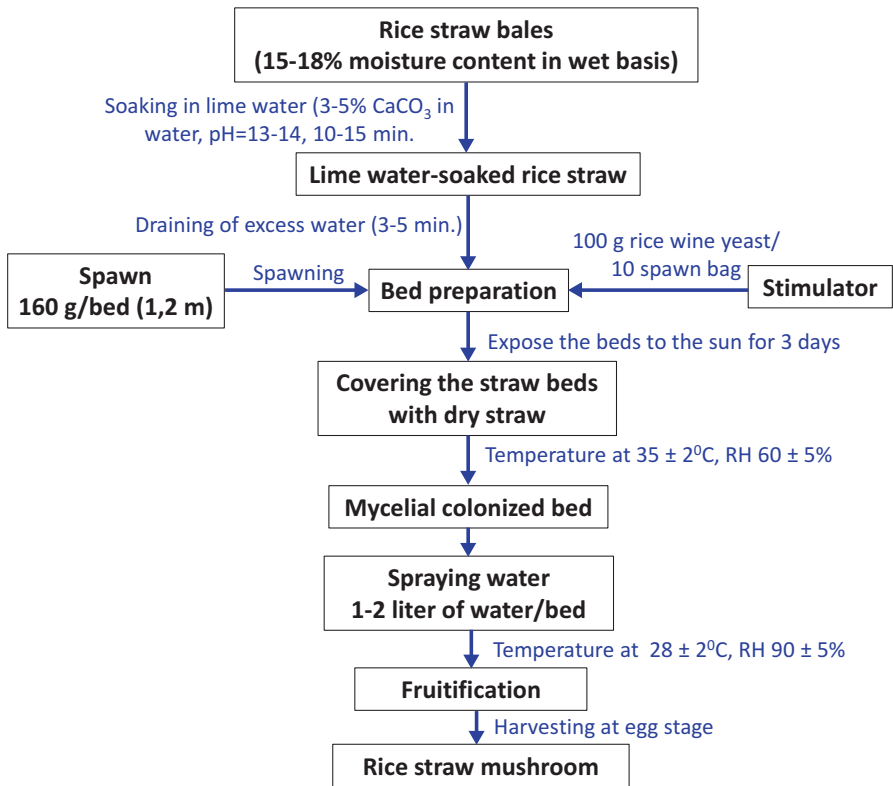 Rice straw bales
(15-18% moisture content in wet basis)
Soaking in lime water (3-5% CaCO₃ in
water, pH=13-14, 10-15 min.
Lime water-soaked rice straw
Draining of excess water (3-5 min.)
100 g rice wine yeast/
10 spawn bag
Spawn
160 g/bed (1,2 m)
Spawning
Bed preparation
Stimulator
Expose the beds to the sun for 3 days
Covering the straw beds
with dry straw
Temperature at 35 ± 2⁰C, RH 60 ± 5%
Mycelial colonized bed
Spraying water
1-2 liter of water/bed
Temperature at 28 ± 2⁰C, RH 90 ± 5%
Fruitification
Harvesting at egg stage
Rice straw mushroom